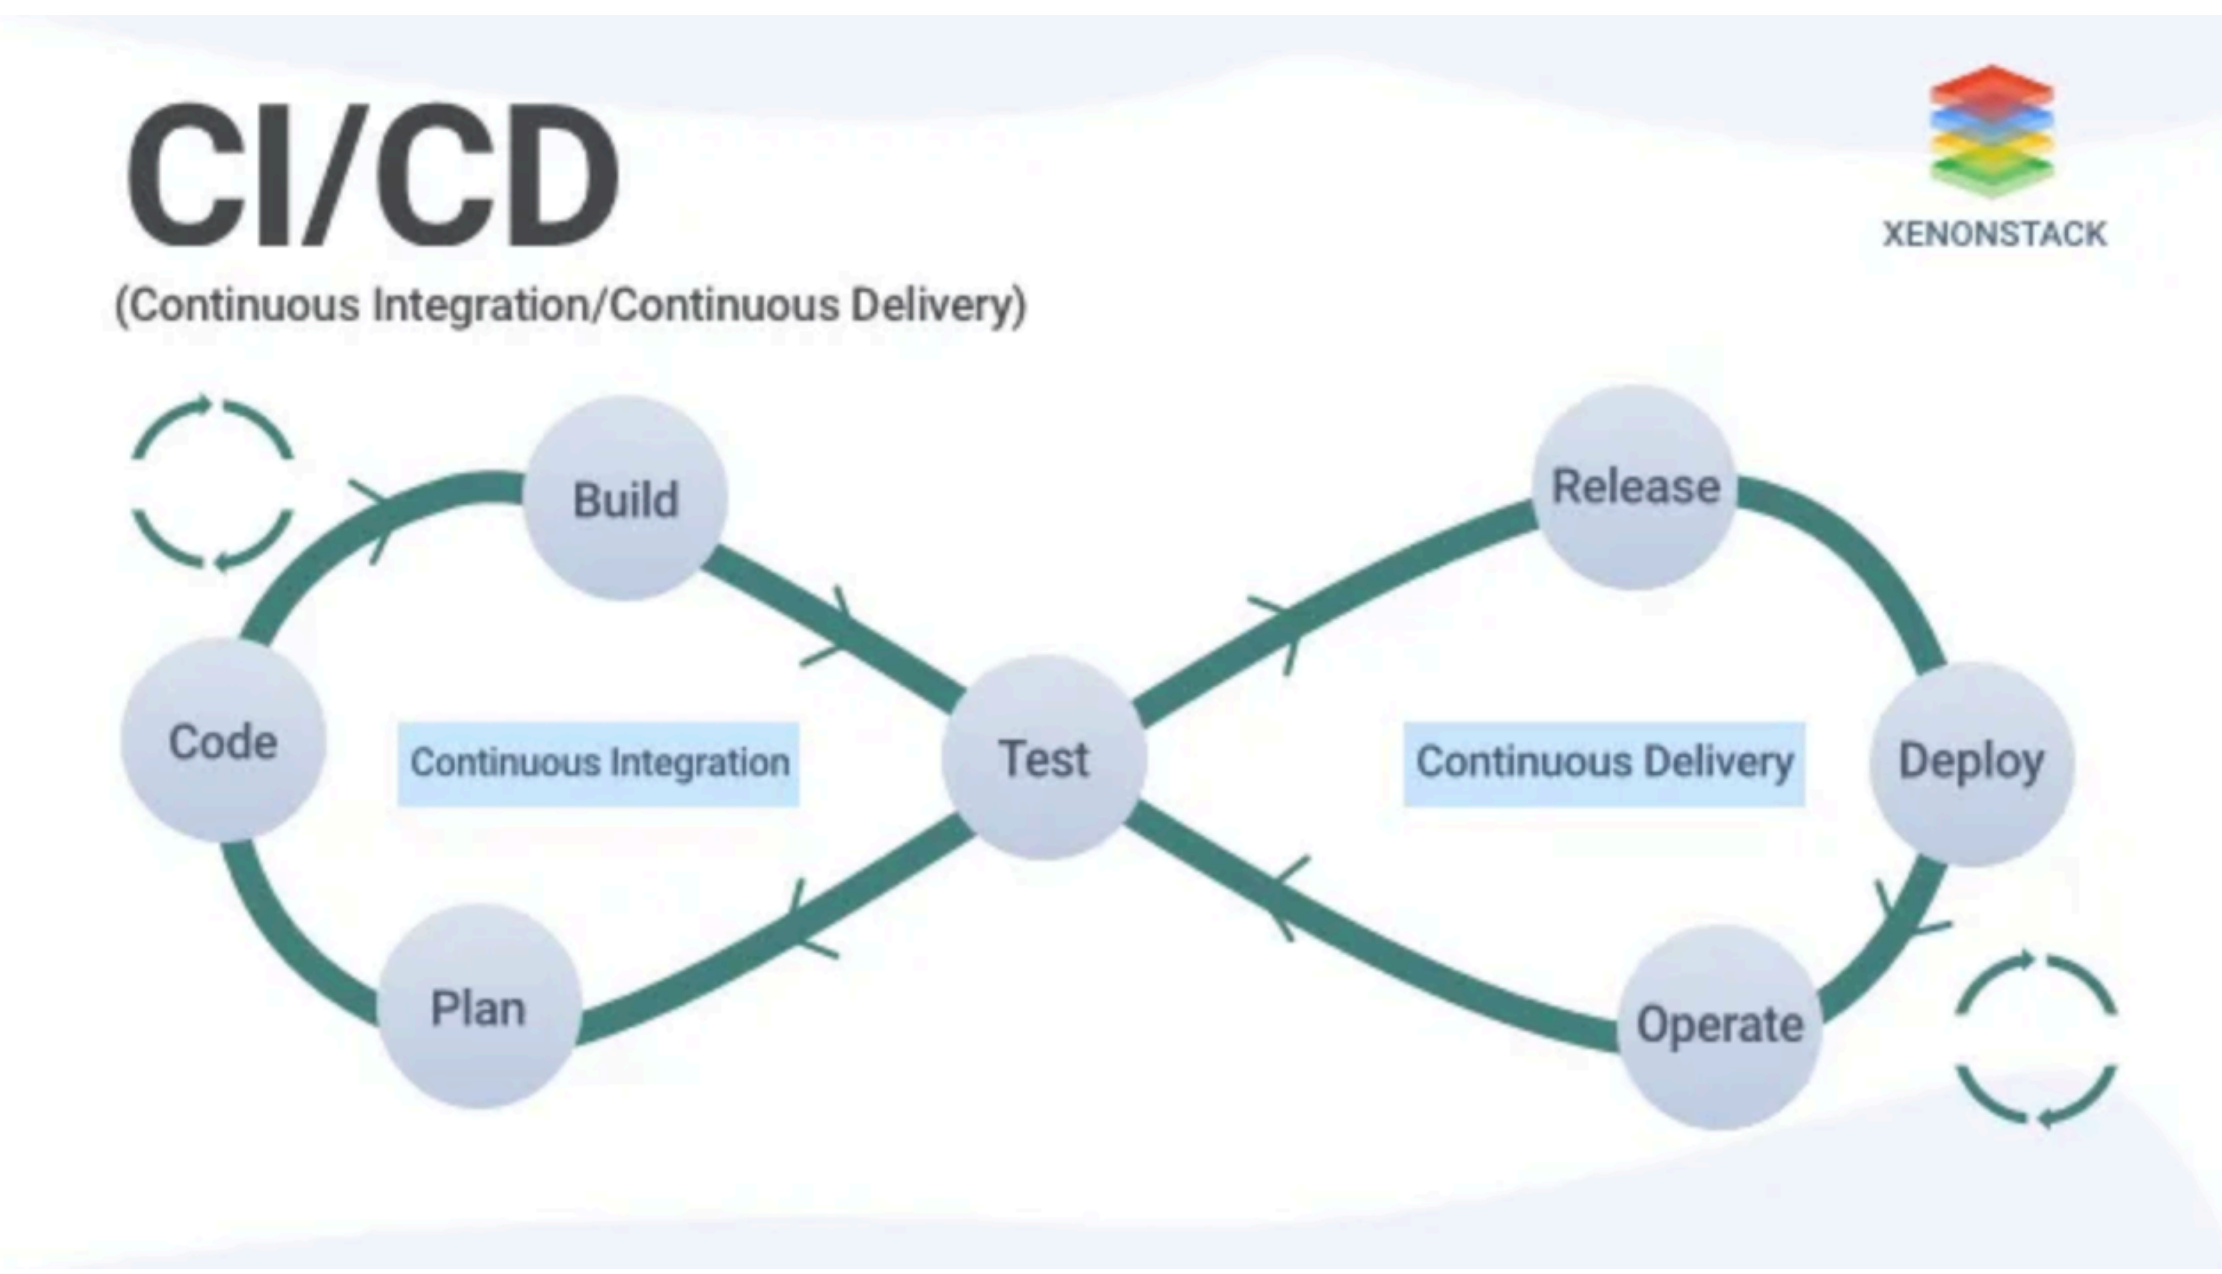 CI/CD
XENONSTACK
(Continuous Integration/Continuous Delivery)
Build
Release
Code
Continuous Integration
Test
Continuous Delivery
Deploy
Plan
Operate